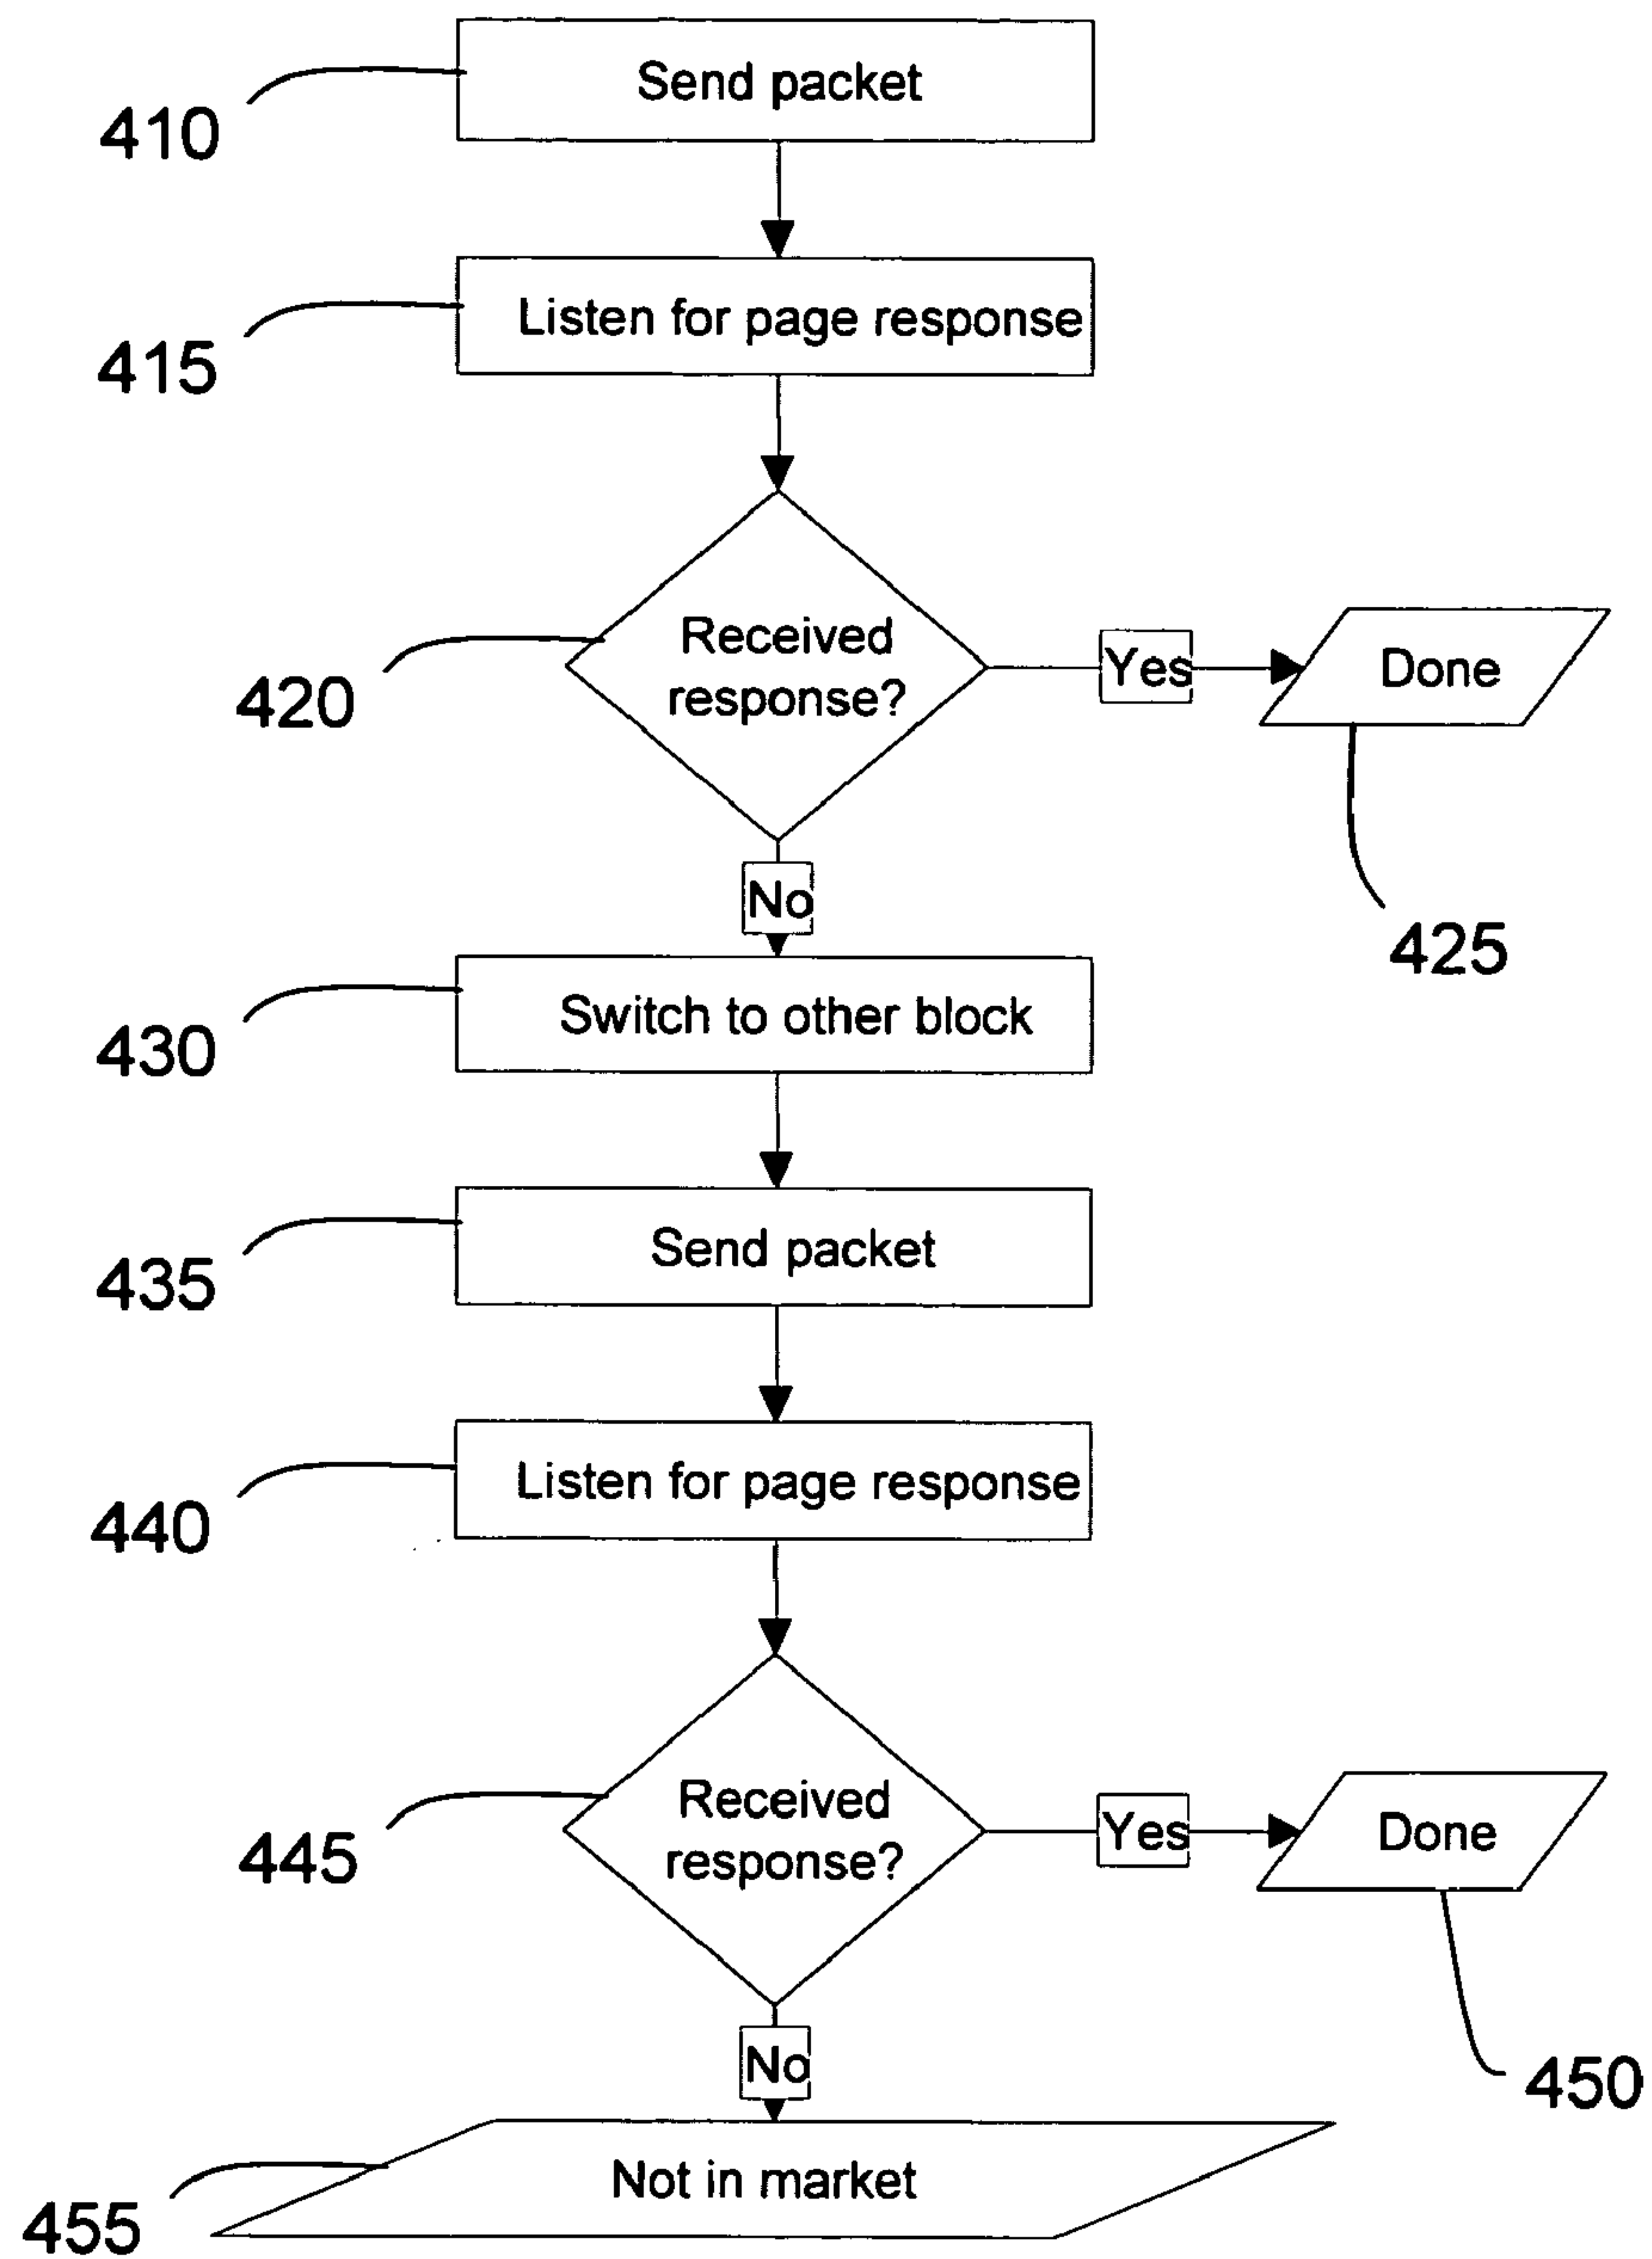 Send packet
410
Listen for page response
415
Received
response?
Yes
Done
420
No
425
Switch to other block
430
Send packet
435
Listen for page response
440
Received
response?
Yes
Done
445
No
450
Not in market
455